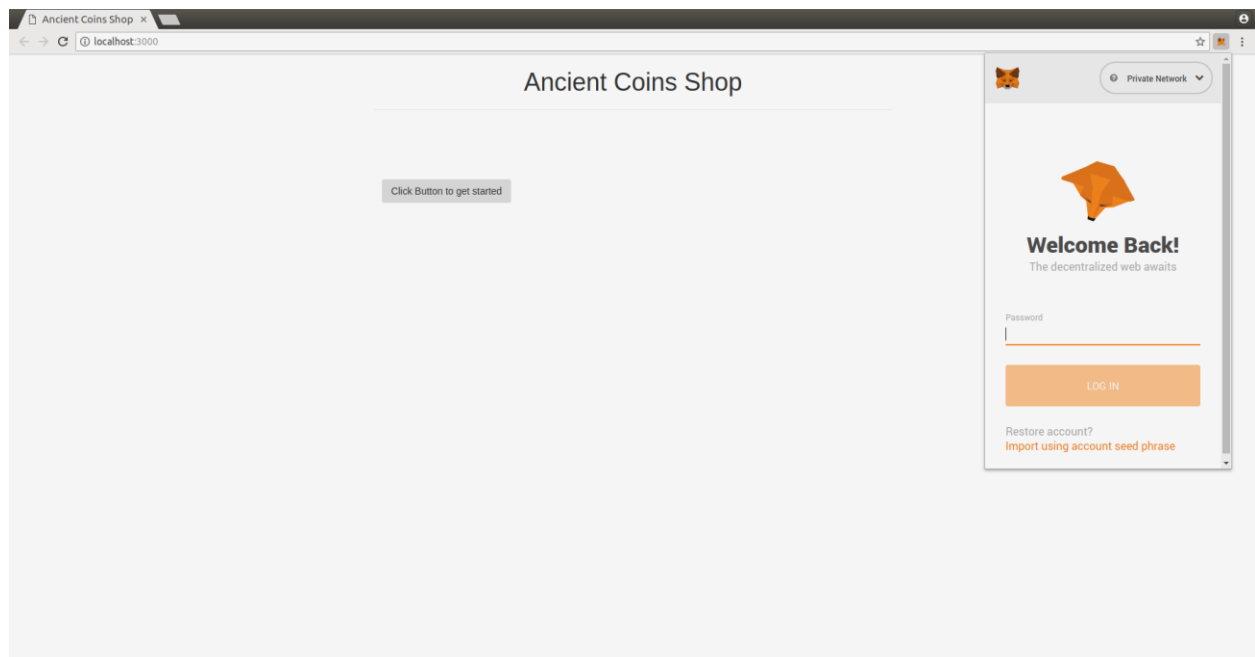 Ancient Coins Shop
localhost:3000
Ancient Coins Shop
Click Button to get started
Private Network
Welcome Back!
The decentralized web awaits
Password
LOG IN
Restore account?
Import using account seed phrase